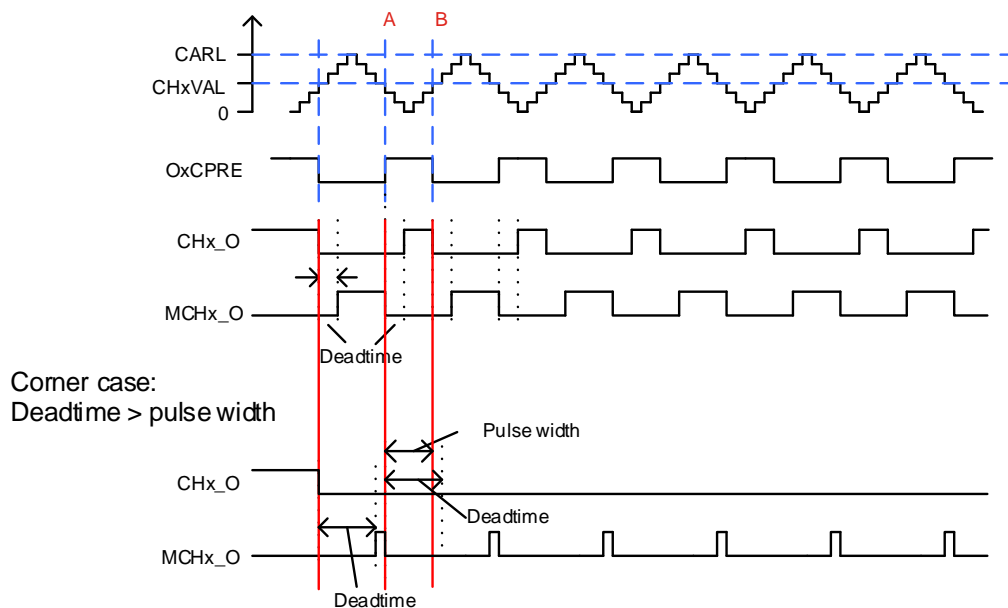 A B
CARL
CHxVAL
0
OxCPRE
CHx_O
MCHx_O
Deadtime
Corner case:
Deadtime > pulse width
Pulse width
CHx_O
Deadtime
MCHx_O
Deadtime